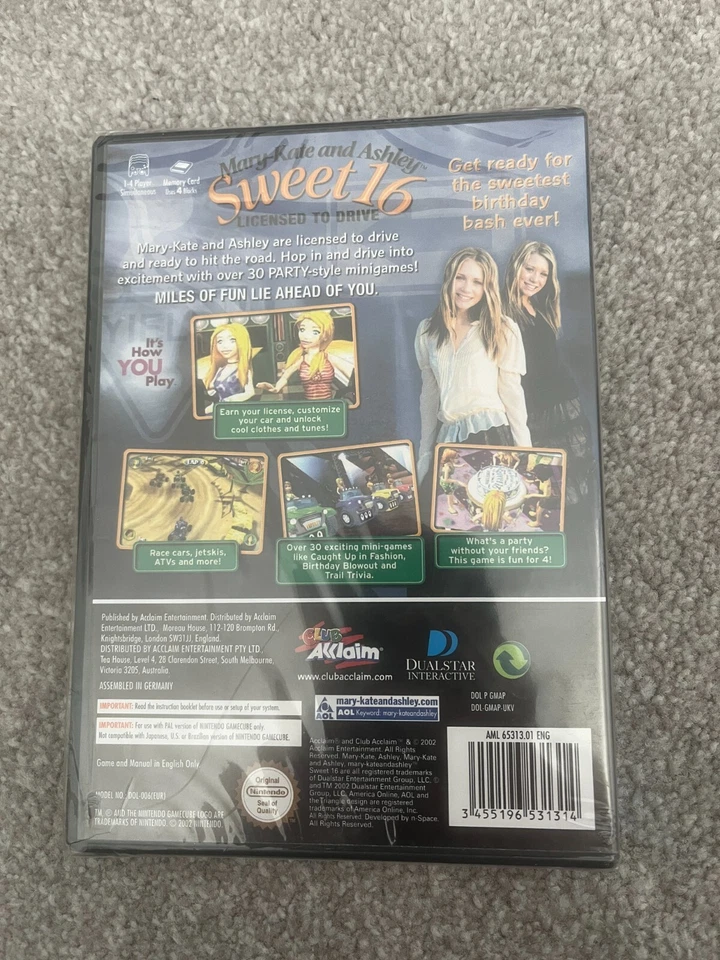 1-4 Player
Simultaneous
Memory Card
Uses 4 Blocks
Mary-Kate and Ashley™
Sweet 16
LICENSED TO DRIVE
Get ready for
the sweetest
birthday
bash ever!
Mary-Kate and Ashley are licensed to drive
and ready to hit the road. Hop in and drive into
excitement with over 30 PARTY-style minigames!
MILES OF FUN LIE AHEAD OF YOU.
YIEL
It's
How
YOU
Play.
Earn your license, customize
your car and unlock
cool clothes and tunes!
Race cars, jetskis,
ATVs and more!
Over 30 exciting mini-games
like Caught Up in Fashion,
Birthday Blowout and
Trail Trivia.
What's a party
without your friends?
This game is fun for 4!
Published by Acclaim Entertainment. Distributed by Acclaim
Entertainment LTD., Moreau House, 112-120 Brompton Rd.,
Knightsbridge, London SW31JJ, England.
DISTRIBUTED BY ACCLAIM ENTERTAINMENT PTY LTD.,
Tea House, Level 4, 28 Clarendon Street, South Melbourne,
Victoria 3205, Australia
ASSEMBLED IN GERMANY
IMPORTANT: Read the instruction booklet before use or setup of your system.
IMPORTANT: For use with PAL version of NINTENDO GAMECUBE only
Not compatible with Japanese, U.S. or Brazilian version of NINTENDO GAMECUBE.
Game and Manual in English Only
MODEL NO. DOL-006(EUR)
TM, ® AND THE NINTENDO GAMECUBE LOGO ARE
TRADEMARKS OF NINTENDO. © 2002 NINTENDO.
Original
Nintendo
Seal of
Quality
CLUB
AKklaim
www.clubacclaim.com
AOL
mary-kateandashley.com
AOL Keyword: mary-kateandashley
DUALSTAR
INTERACTIVE
DOL P GMAP
DOL-GMAP-UKV
Acclaim® and Club Acclaim™ & © 2002
Acclaim Entertainment. All Rights
Reserved. Mary-Kate, Ashley, Mary Kate
and Ashley, mary-kateandashley
Sweet 16 are all registered trademarks
of Dualstar Entertainment Group, LLC. ©
and TM 2002 Dualstar Entertainment
Group, LLC. America Online, AOL and
the Triangle design are registered
trademarks of America Online, Inc.
All Rights Reserved. Developed by n-Space.
All Rights Reserved.
AML 65313.01 ENG
3 455196 531314